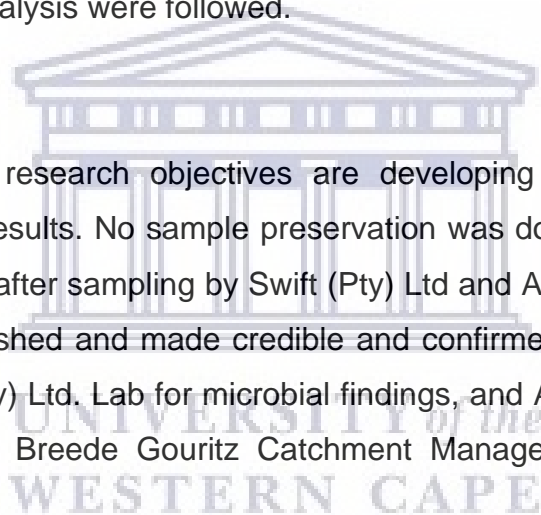 alysis were followed.
research objectives are developing
esults. No sample preservation was do
after sampling by Swift (Pty) Ltd and A
shed and made credible and confirme
y) Ltd. Lab for microbial findings, and A
UNIVERSITY of the
Breede Gouritz Catchment Manage
WESTERN CAPE